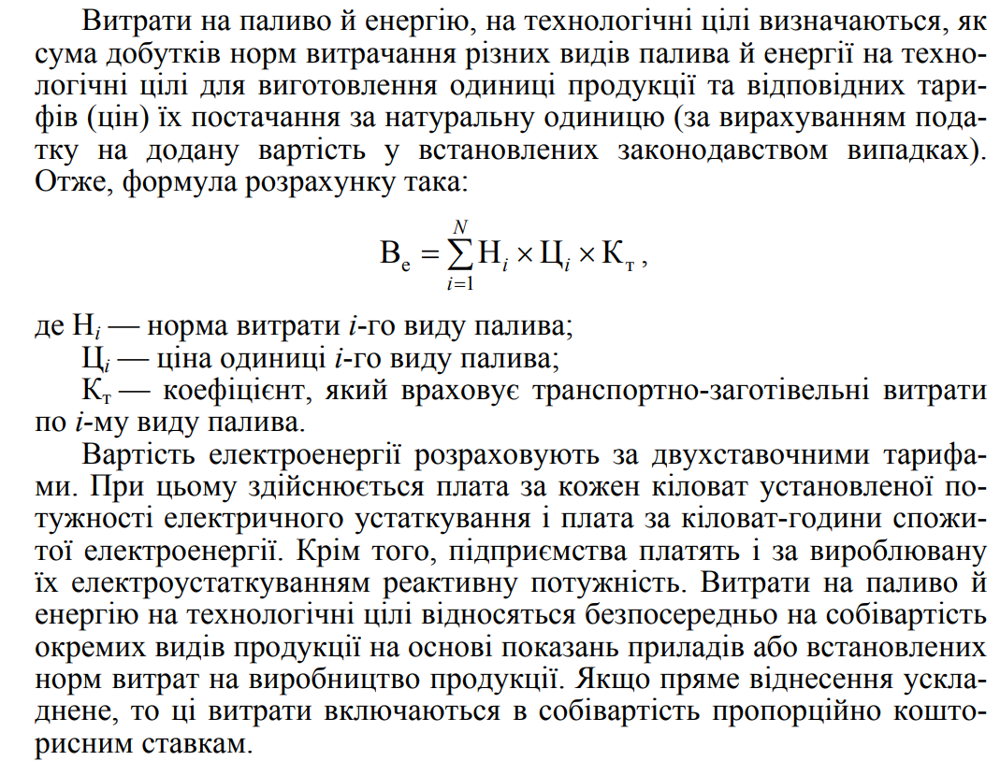 Витрати на паливо й енергію, на технологічні цілі визначаються, як
сума добутків норм витрачання різних видів палива й енергії на техно-
логічні цілі для виготовлення одиниці продукції та відповідних тари-
фів (цін) їх постачання за натуральну одиницю (за вирахуванням пода-
тку на додану вартість у встановлених законодавством випадках).
Отже, формула розрахунку така:
Вₑ = ∑ᵢ₌₁ᴺ Нᵢ × Цᵢ × Кт ,
де Нᵢ — норма витрати i-го виду палива;
Цᵢ — ціна одиниці i-го виду палива;
Кт — коефіцієнт, який враховує транспортно-заготівельні витрати
по i-му виду палива.
Вартість електроенергії розраховують за двухставочними тарифа-
ми. При цьому здійснюється плата за кожен кіловат установленої по-
тужності електричного устаткування і плата за кіловат-години спожи-
тої електроенергії. Крім того, підприємства платять і за вироблювану
їх електроустаткуванням реактивну потужність. Витрати на паливо й
енергію на технологічні цілі відносяться безпосередньо на собівартість
окремих видів продукції на основі показань приладів або встановлених
норм витрат на виробництво продукції. Якщо пряме віднесення ускла-
днене, то ці витрати включаються в собівартість пропорційно кошто-
рисним ставкам.